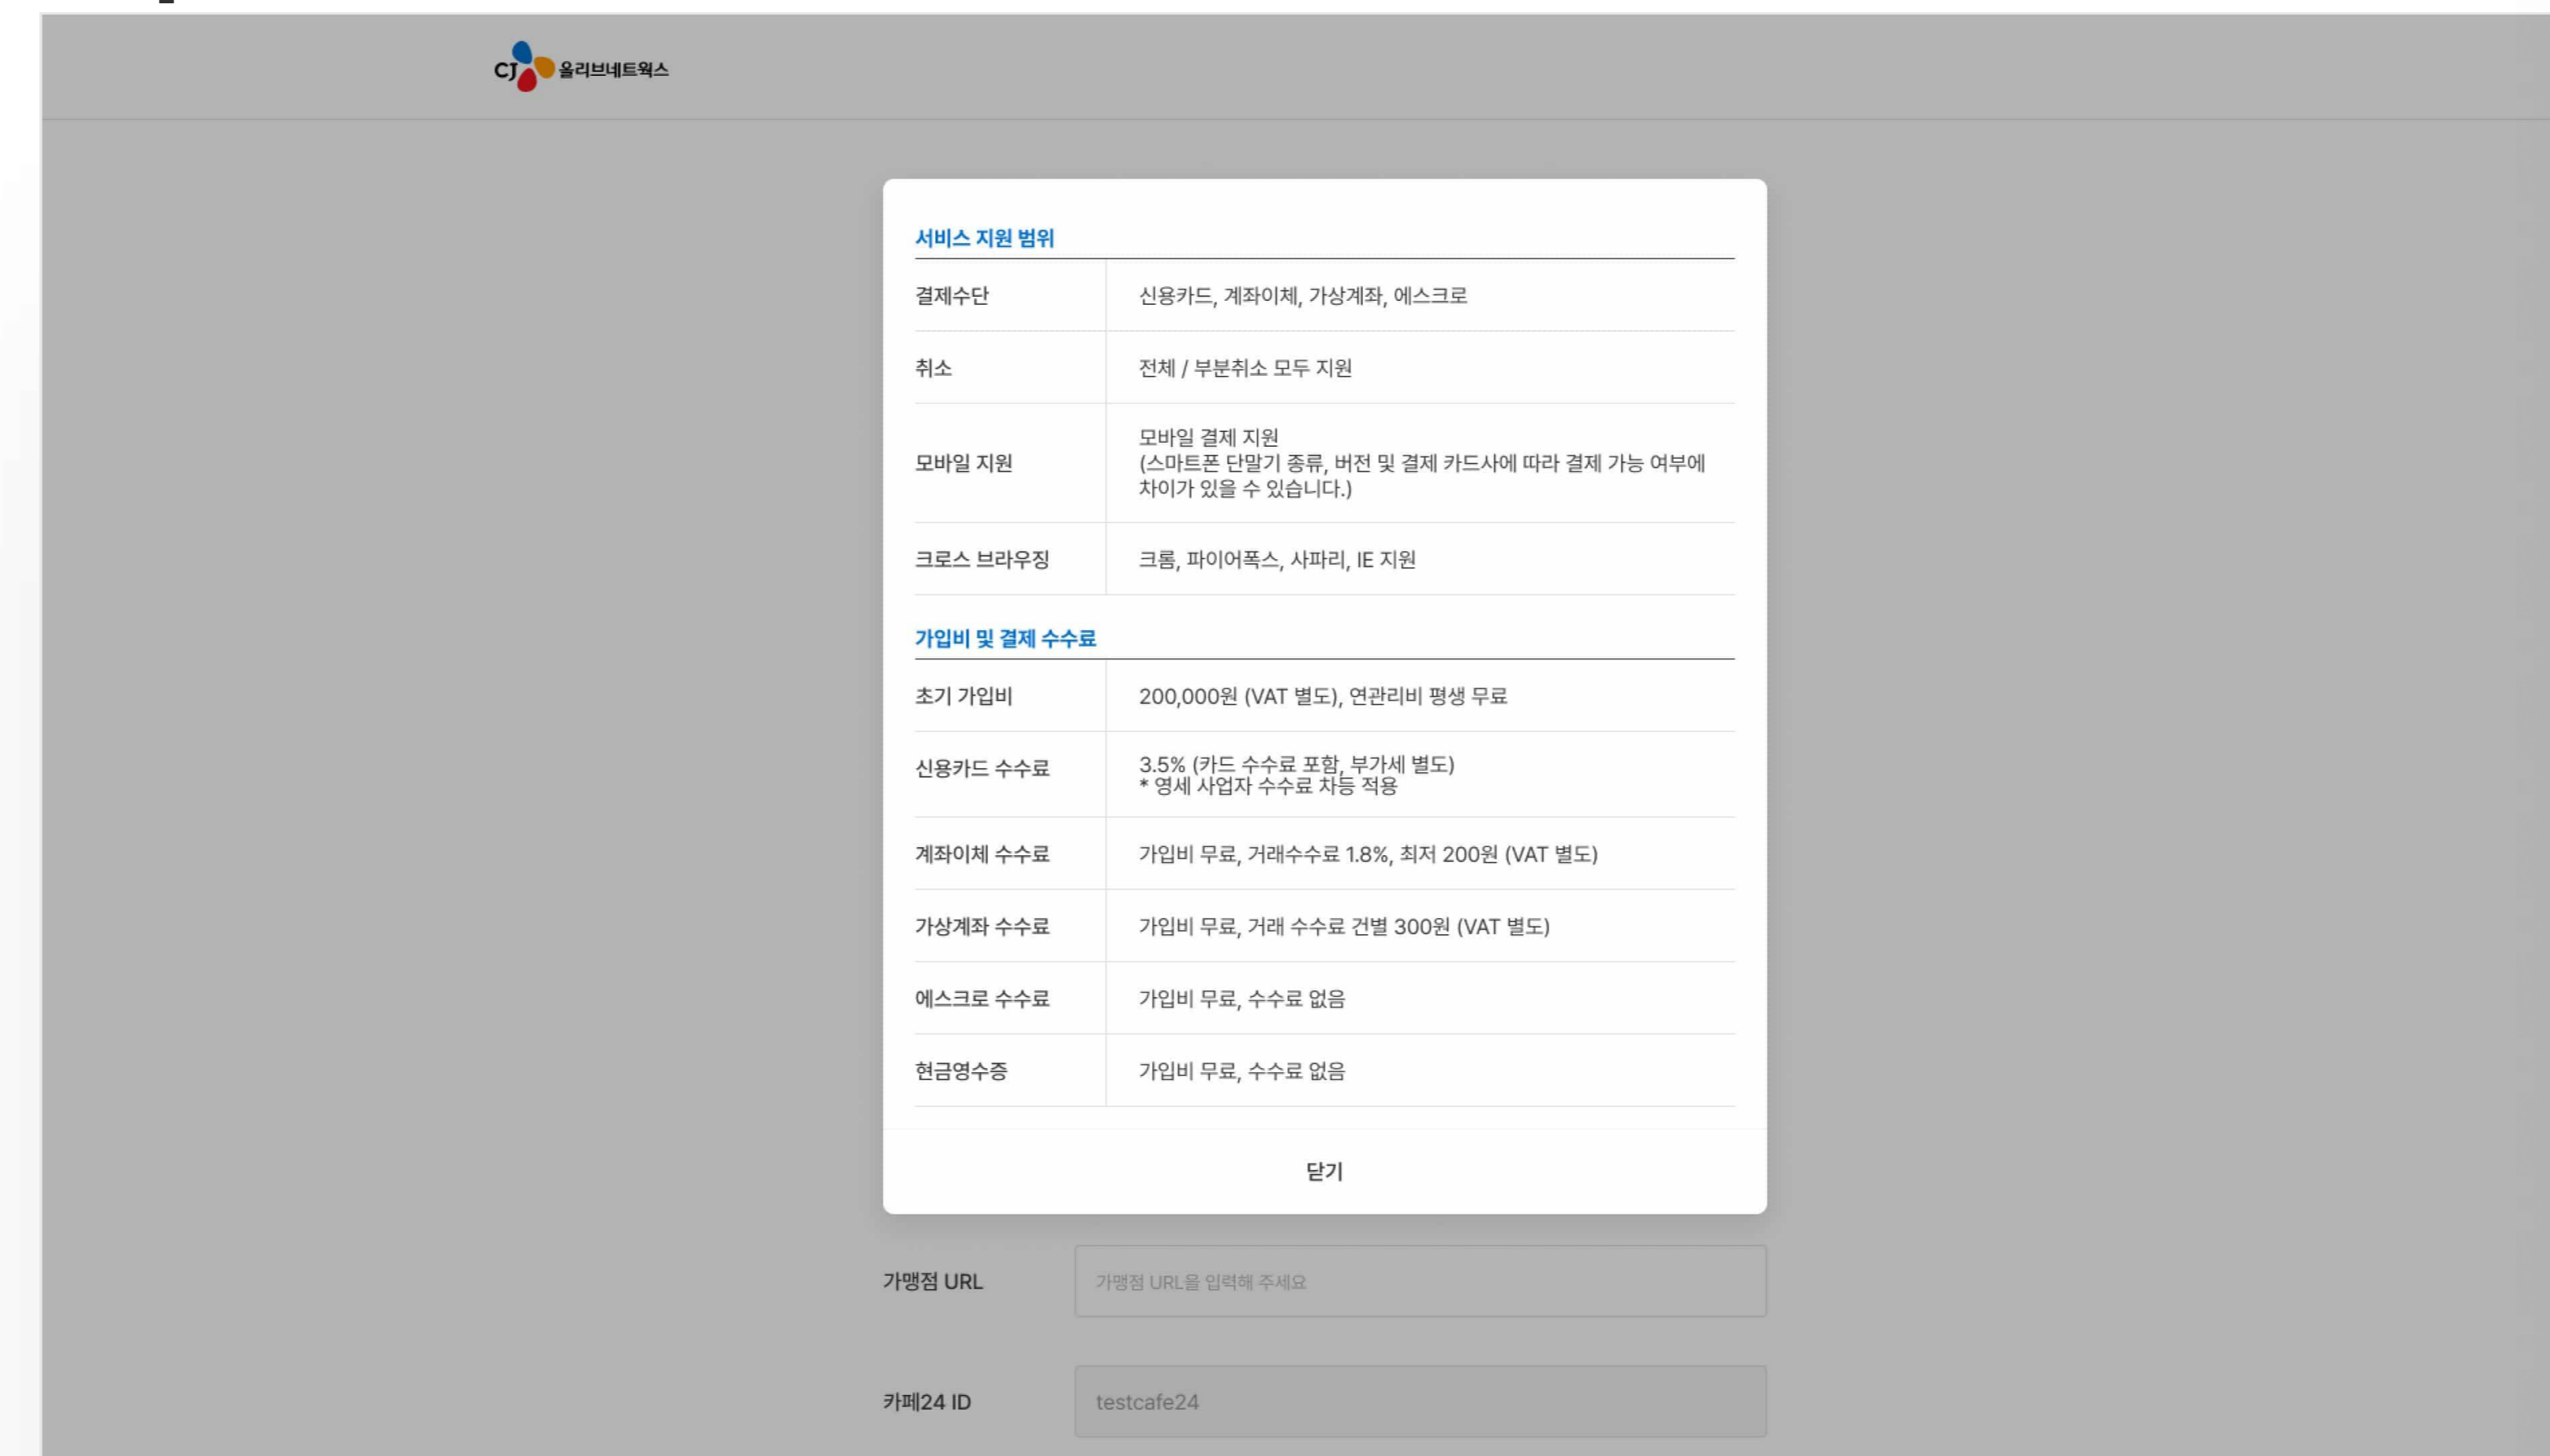 CJ 올리브네트웍스
서비스 지원 범위
결제수단 신용카드, 계좌이체, 가상계좌, 에스크로
취소 전체 / 부분취소 모두 지원
모바일 지원 모바일 결제 지원
(스마트폰 단말기 종류, 버전 및 결제 카드사에 따라 결제 가능 여부에
차이가 있을 수 있습니다.)
크로스 브라우징 크롬, 파이어폭스, 사파리, IE 지원
가입비 및 결제 수수료
초기 가입비 200,000원 (VAT 별도), 연관리비 평생 무료
신용카드 수수료 3.5% (카드 수수료 포함, 부가세 별도)
* 영세 사업자 수수료 차등 적용
계좌이체 수수료 가입비 무료, 거래수수료 1.8%, 최저 200원 (VAT 별도)
가상계좌 수수료 가입비 무료, 거래 수수료 건별 300원 (VAT 별도)
에스크로 수수료 가입비 무료, 수수료 없음
현금영수증 가입비 무료, 수수료 없음
닫기
가맹점 URL 가맹점 URL을 입력해 주세요
카페24 ID testcafe24